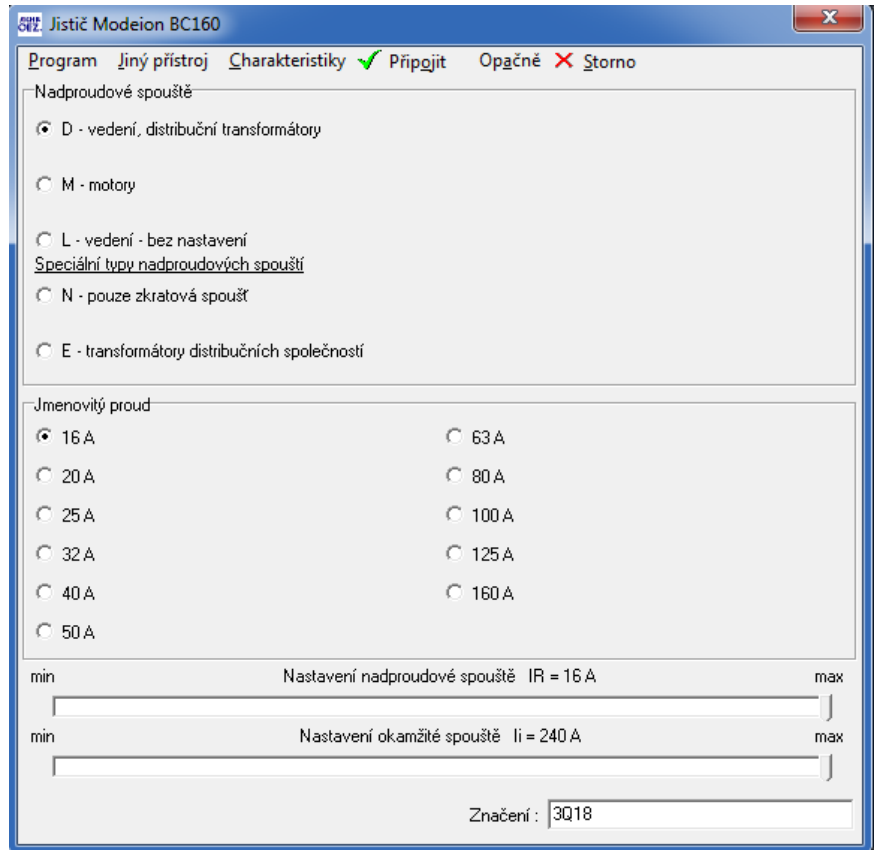 Jistič Modeion BC160
Program Jiný přístroj Charakteristiky Připojit Opačně Storno
Nadproudové spouště
D - vedení, distribuční transformátory
M - motory
L - vedení - bez nastavení
Speciální typy nadproudových spouští
N - pouze zkratová spoušť
E - transformátory distribučních společností
Jmenovitý proud
16 A
20 A
25 A
32 A
40 A
50 A
63 A
80 A
100 A
125 A
160 A
min Nastavení nadproudové spouště IR = 16 A max
min Nastavení okamžité spouště Ii = 240 A max
Značení : 3Q18